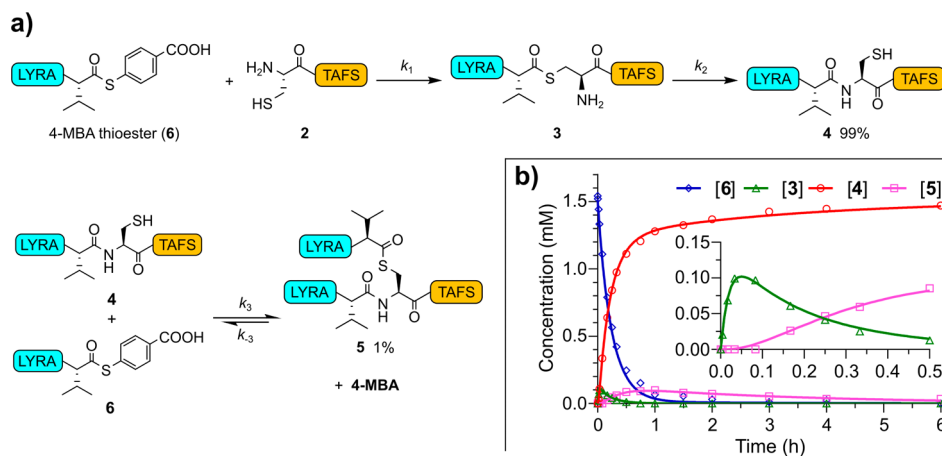 a)
LYRA
O
S
COOH
4-MBA thioester (6)
+
H2N
O
TAFS
HS
2
k1
LYRA
O
S
O
TAFS
NH2
3
k2
LYRA
O
N
H
SH
O
TAFS
4 99%
LYRA
O
N
H
SH
O
TAFS
4
+
LYRA
O
S
COOH
6
k3
k-3
LYRA
O
S
LYRA
O
N
H
O
TAFS
5 1%
+ 4-MBA
b)
[6] [3] [4] [5]
Concentration (mM)
1.5
1.0
0.5
0.0
0 1 2 3 4 5 6
Time (h)
0.15
0.10
0.05
0.00
0.0 0.1 0.2 0.3 0.4 0.5